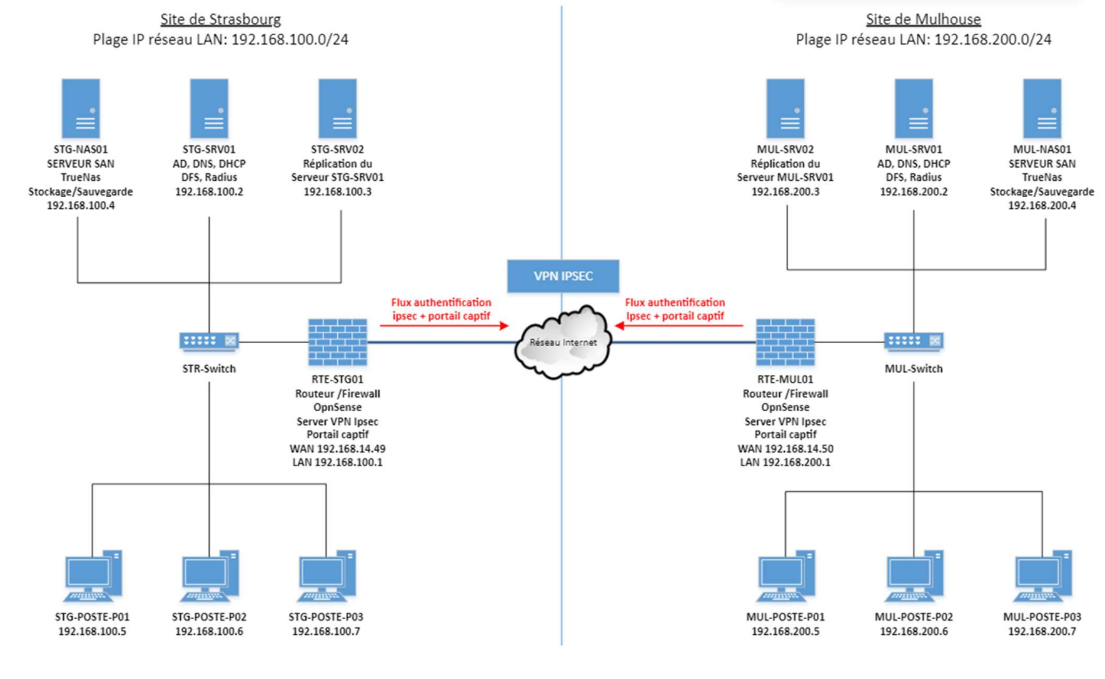 Site de Strasbourg
Plage IP réseau LAN: 192.168.100.0/24
Site de Mulhouse
Plage IP réseau LAN: 192.168.200.0/24
STG-NAS01
SERVEUR SAN
TrueNas
Stockage/Sauvegarde
192.168.100.4
STG-SRV01
AD, DNS, DHCP
DFS, Radius
192.168.100.2
STG-SRV02
Réplication du
Serveur STG-SRV01
192.168.100.3
MUL-SRV02
Réplication du
Serveur MUL-SRV01
192.168.200.3
MUL-SRV01
AD, DNS, DHCP
DFS, Radius
192.168.200.2
MUL-NAS01
SERVEUR SAN
TrueNas
Stockage/Sauvegarde
192.168.200.4
VPN IPSEC
Flux authentification
ipsec + portail captif
Flux authentification
Ipsec + portail captif
Réseau Internet
STR-Switch
RTE-STG01
Routeur /Firewall
OpnSense
Server VPN Ipsec
Portail captif
WAN 192.168.14.49
LAN 192.168.100.1
RTE-MUL01
Routeur /Firewall
OpnSense
Server VPN Ipsec
Portail captif
WAN 192.168.14.50
LAN 192.168.200.1
MUL-Switch
STG-POSTE-P01
192.168.100.5
STG-POSTE-P02
192.168.100.6
STG-POSTE-P03
192.168.100.7
MUL-POSTE-P01
192.168.200.5
MUL-POSTE-P02
192.168.200.6
MUL-POSTE-P03
192.168.200.7